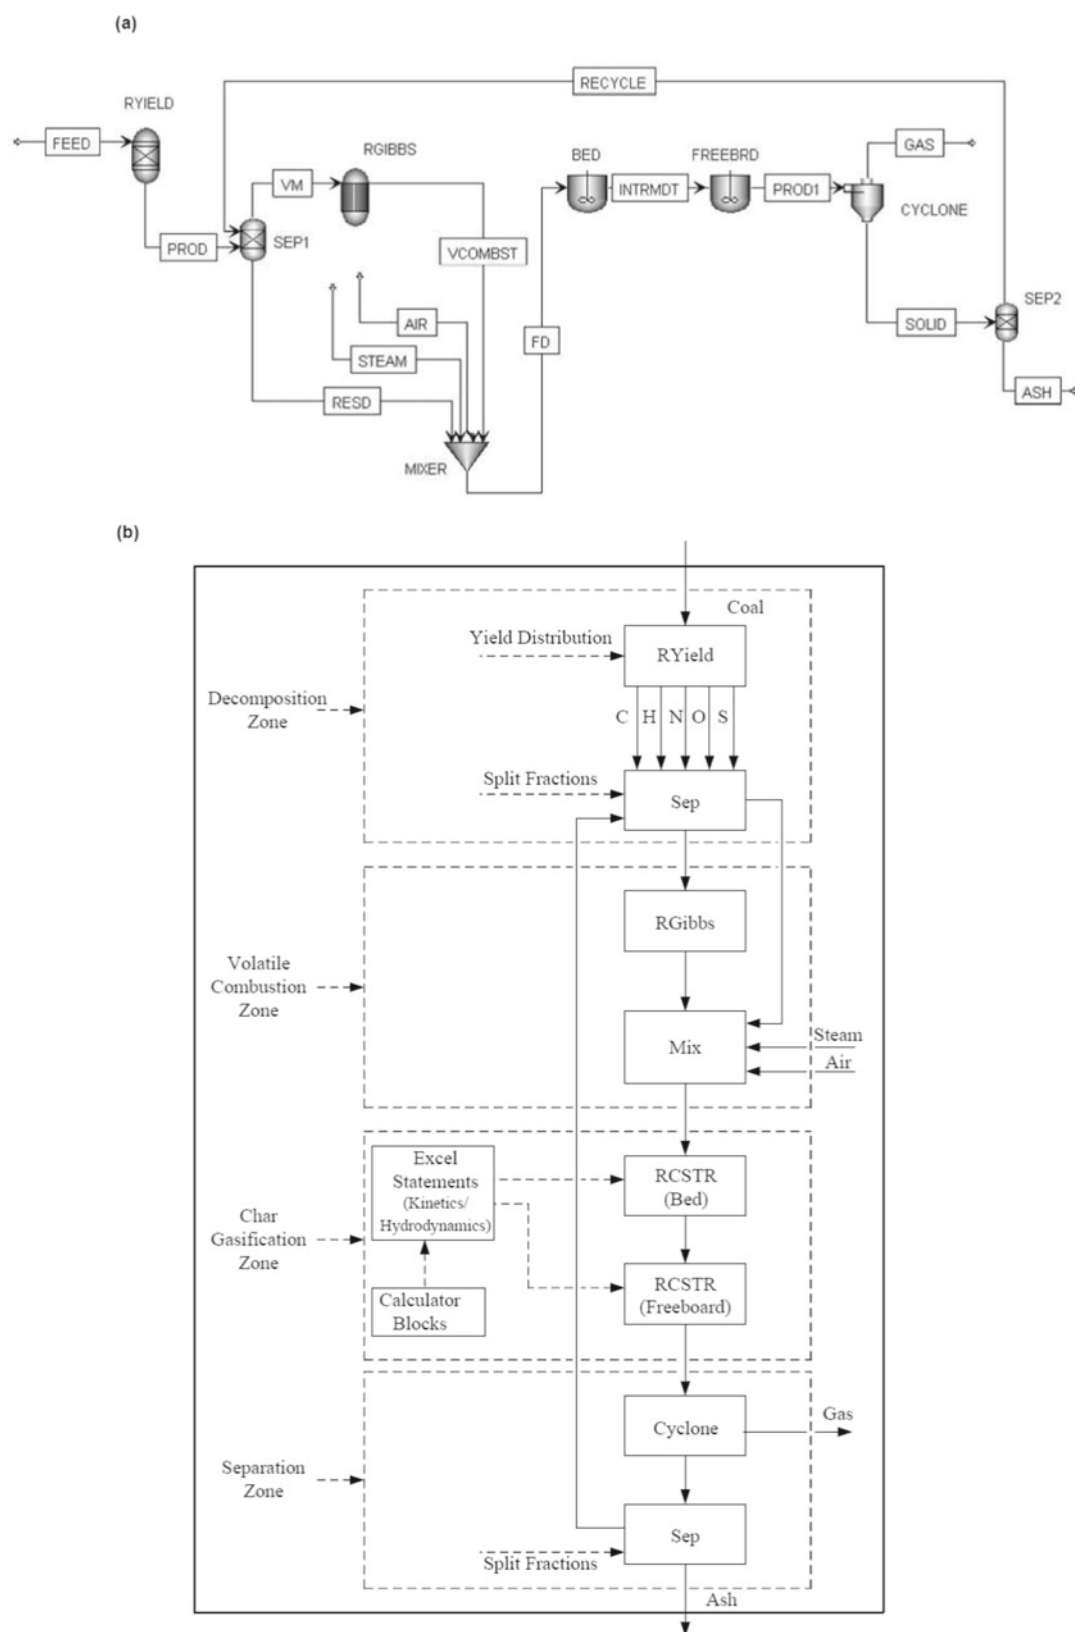 (a)
RECYCLE
RYIELD
FEED
RGIBBS
BED
FREEBRD
GAS
VM
INTRMDT
PROD1
CYCLONE
SEP1
PROD
VCOMBST
SEP2
AIR
SOLID
STEAM
FD
RESD
ASH
MIXER
(b)
Coal
Yield Distribution
RYield
Decomposition
Zone
C H N O S
Split Fractions
Sep
RGibbs
Volatile
Combustion
Zone
Steam
Mix
Air
Excel
Statements
(Kinetics/
Hydrodynamics)
RCSTR
(Bed)
Char
Gasification
Zone
Calculator
Blocks
RCSTR
(Freeboard)
Gas
Cyclone
Separation
Zone
Sep
Split Fractions
Ash